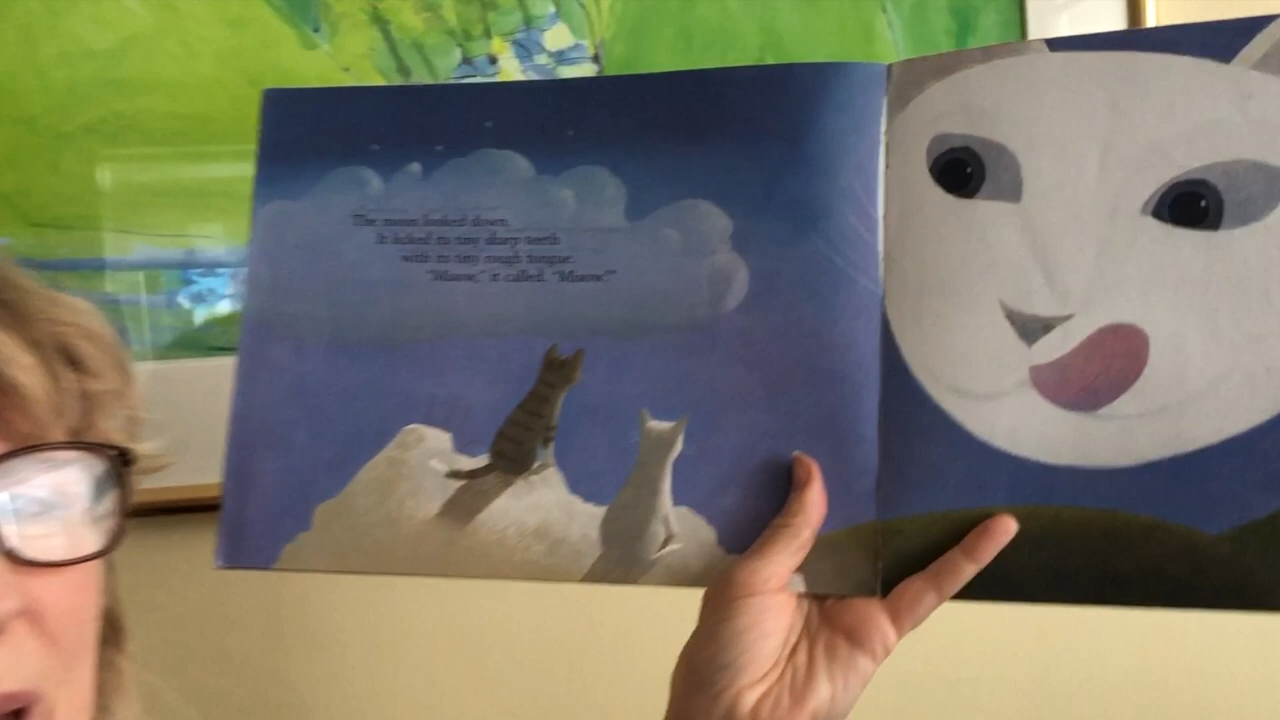 The moon looked down.
It licked its tiny sharp teeth
with its tiny rough tongue.
"Miaow," it called. "Miaow!"